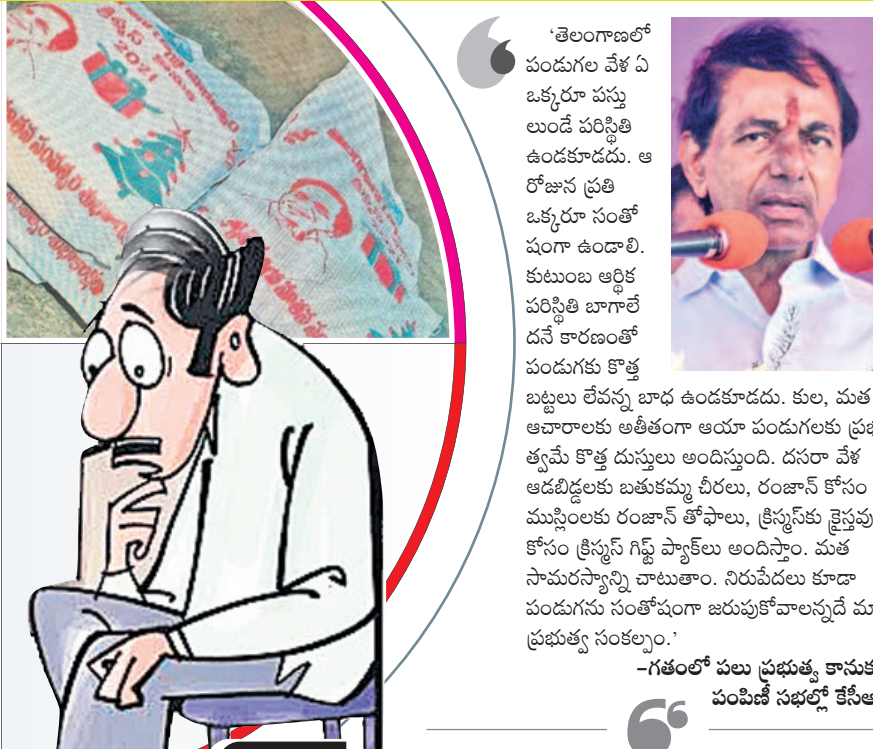 2021
‘తెలంగాణలో
పండుగల వేళ ఏ
ఒక్కరూ పస్తు
లుండే పరిస్థితి
ఉండకూడదు. ఆ
రోజున ప్రతి
ఒక్కరూ సంతో
షంగా ఉండాలి.
కుటుంబ ఆర్థిక
పరిస్థితి బాగాలే
దనే కారణంతో
పండుగకు కొత్త
బట్టలు లేవన్న బాధ ఉండకూడదు. కుల, మత
ఆచారాలకు అతీతంగా ఆయా పండుగలకు ప్రభ
త్వమే కొత్త దుస్తులు అందిస్తుంది. దసరా వేళ
ఆడబిడ్డలకు బతుకమ్మ చీరలు, రంజాన్ కోసం
ముస్లింలకు రంజాన్ తోఫాలు, క్రిస్మస్‌కు క్రైస్తవు
కోసం క్రిస్మస్ గిఫ్ట్ ప్యాక్‌లు అందిస్తాం. మత
సామరస్యాన్ని చాటుతాం. నిరుపేదలు కూడా
పండుగను సంతోషంగా జరుపుకోవాలన్నదే మా
ప్రభుత్వ సంకల్పం.’
–గతంలో పలు ప్రభుత్వ కానుక
పంపిణీ సభల్లో కేసీఆ